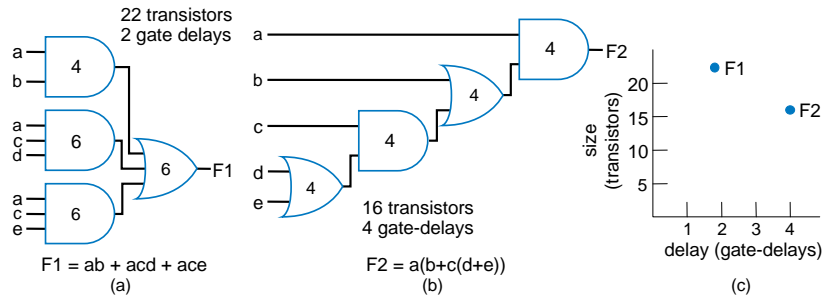 22 transistors
2 gate delays
a
b
4
a
c
d
6
a
c
e
6
6
F1
F1 = ab + acd + ace
(a)
a
b
c
d
e
4
4
4
4
F2
16 transistors
4 gate-delays
F2 = a(b+c(d+e))
(b)
size
(transistors)
20
15
10
5
F1
F2
1 2 3 4
delay (gate-delays)
(c)